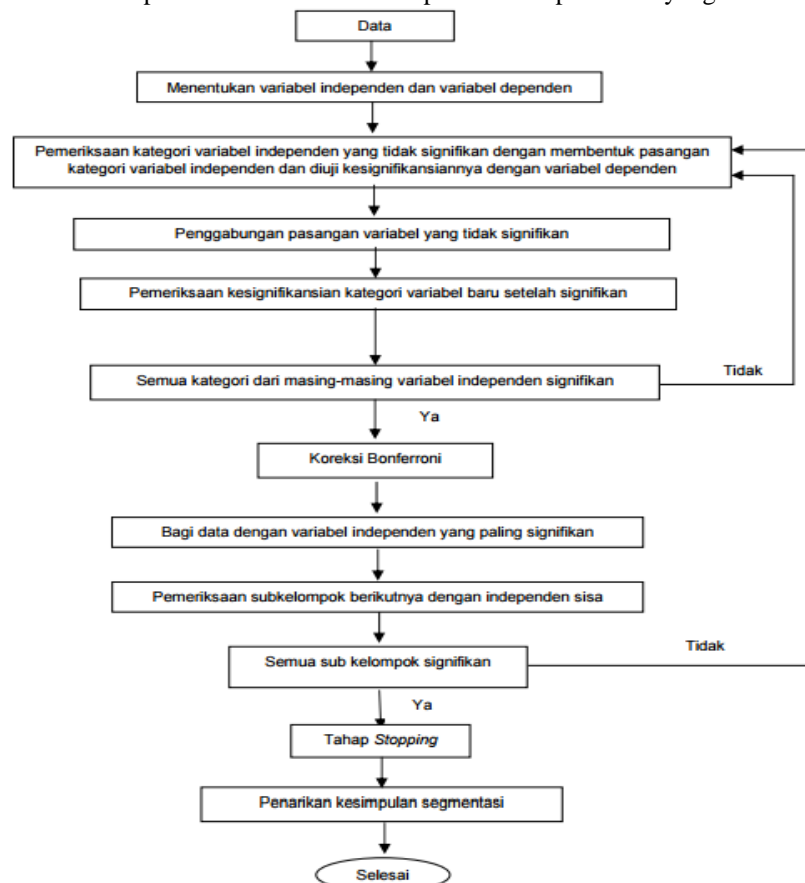 Data
Menentukan variabel independen dan variabel dependen
Pemeriksaan kategori variabel independen yang tidak signifikan dengan membentuk pasangan
kategori variabel independen dan diuji kesignifikansiannya dengan variabel dependen
Penggabungan pasangan variabel yang tidak signifikan
Pemeriksaan kesignifikansian kategori variabel baru setelah signifikan
Semua kategori dari masing-masing variabel independen signifikan
Tidak
Ya
Koreksi Bonferroni
Bagi data dengan variabel independen yang paling signifikan
Pemeriksaan subkelompok berikutnya dengan independen sisa
Semua sub kelompok signifikan
Tidak
Ya
Tahap Stopping
Penarikan kesimpulan segmentasi
Selesai